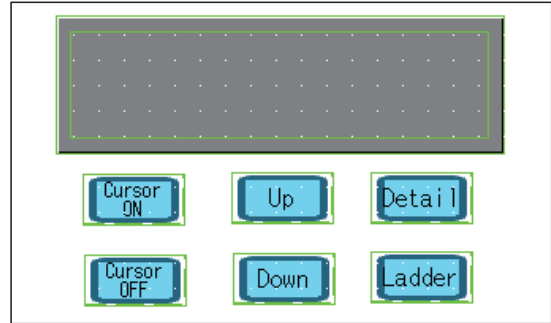 Cursor
ON
Up
Detail
Cursor
OFF
Down
Ladder